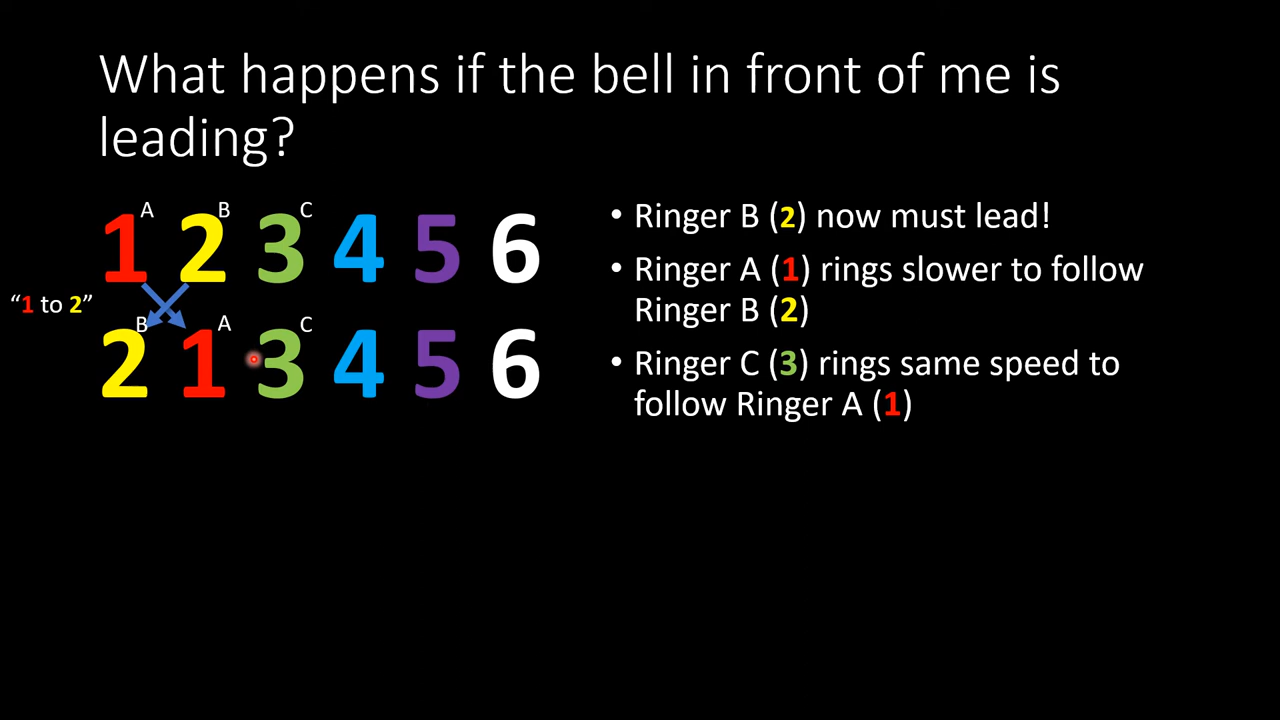 What happens if the bell in front of me is
leading?
1 A 2 B 3 C 4 5 6
“1 to 2”
2 B 1 A 3 C 4 5 6
• Ringer B (2) now must lead!
• Ringer A (1) rings slower to follow
Ringer B (2)
• Ringer C (3) rings same speed to
follow Ringer A (1)